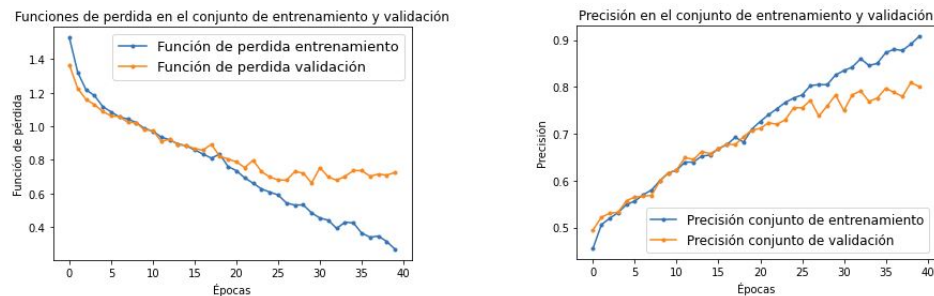 Funciones de perdida en el conjunto de entrenamiento y validación
Función de perdida entrenamiento
Función de perdida validación
Función de perdida
1.4
1.2
1.0
0.8
0.6
0.4
0 5 10 15 20 25 30 35 40
Épocas
Precisión en el conjunto de entrenamiento y validación
Precisión
0.9
0.8
0.7
0.6
0.5
Precisión conjunto de entrenamiento
Precisión conjunto de validación
0 5 10 15 20 25 30 35 40
Épocas